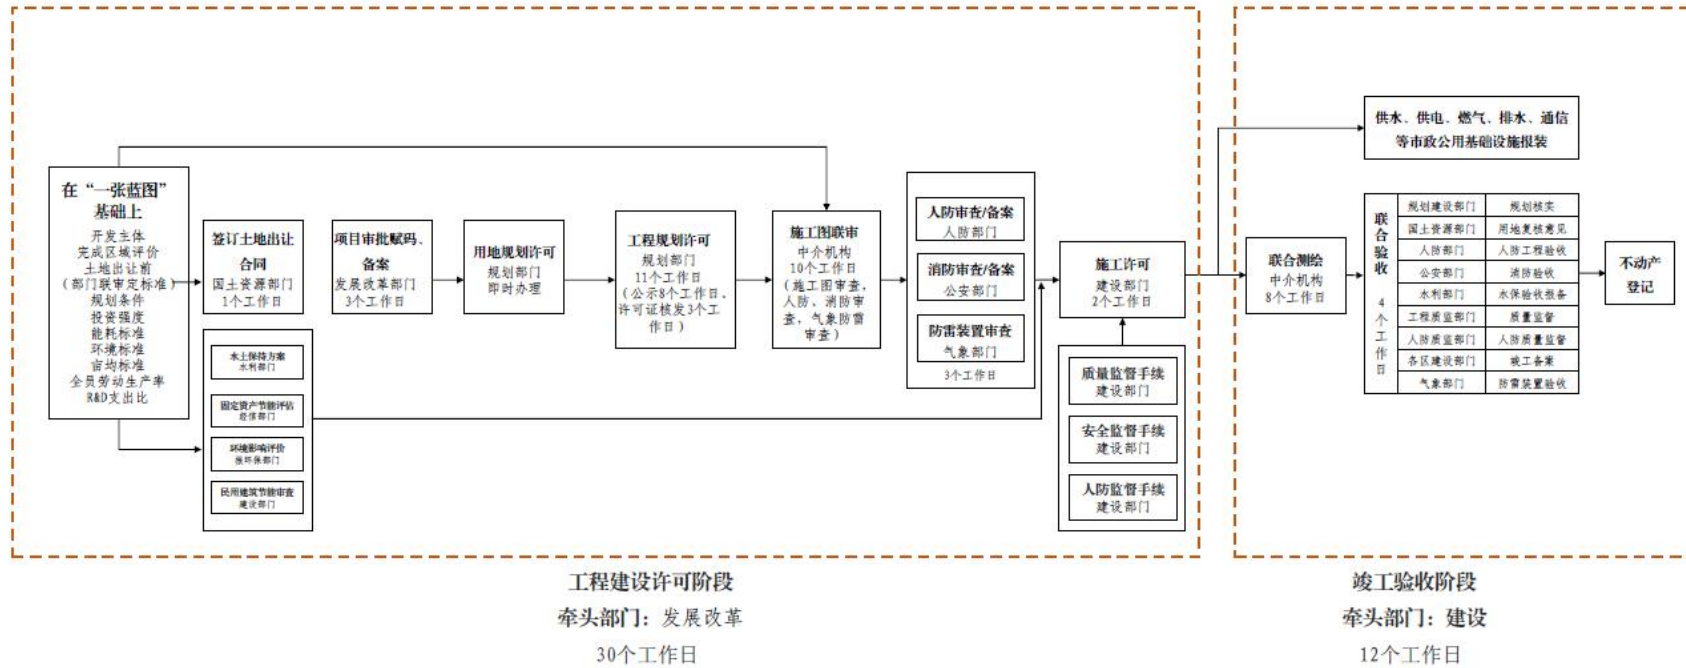 在“一张蓝图”
基础上
开发主体
完成区域评价
土地出让前
(部门联审定标准)
规划条件
投资强度
能耗标准
环境标准
亩均标准
全员劳动生产率
R&D支出比
签订土地出让
合同
国土资源部门
1个工作日
项目审批赋码、
备案
发展改革部门
3个工作日
用地规划许可
规划部门
即时办理
工程规划许可
规划部门
11个工作日
(公示8个工作日、
许可证核发3个工
作日)
施工图联审
中介机构
10个工作日
(施工图审查,
人防、消防审
查,气象防雷
审查)
人防审查/备案
人防部门
消防审查/备案
公安部门
防雷装置审查
气象部门
3个工作日
施工许可
建设部门
2个工作日
水土保持方案
水利部门
固定资产节能评估
经信部门
环境影响评价
报环保部门
民用建筑节能审查
建设部门
质量监督手续
建设部门
安全监督手续
建设部门
人防监督手续
建设部门
工程建设许可阶段
牵头部门：发展改革
30个工作日
供水、供电、燃气、排水、通信
等市政公用基础设施报装
联合测绘
中介机构
8个工作日
联合验收 4个工作日
规划建设部门 规划核实
国土资源部门 用地复核意见
人防部门 人防工程验收
公安部门 消防验收
水利部门 水保验收报备
工程质监部门 质量监督
人防质监部门 人防质量监督
各区建设部门 竣工备案
气象部门 防雷装置验收
不动产
登记
竣工验收阶段
牵头部门：建设
12个工作日